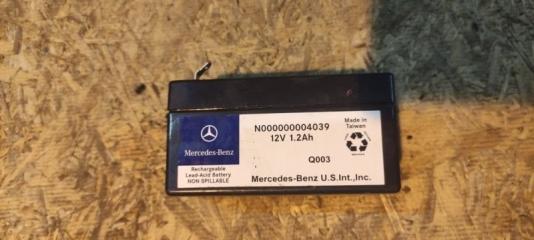 N000000004039
12V 1.2Ah
Made in
Taiwan
Mercedes-Benz
Q003
Rechargeable
Lead-Acid Battery
NON SPILLABLE
Mercedes-Benz U.S.Int.,Inc.